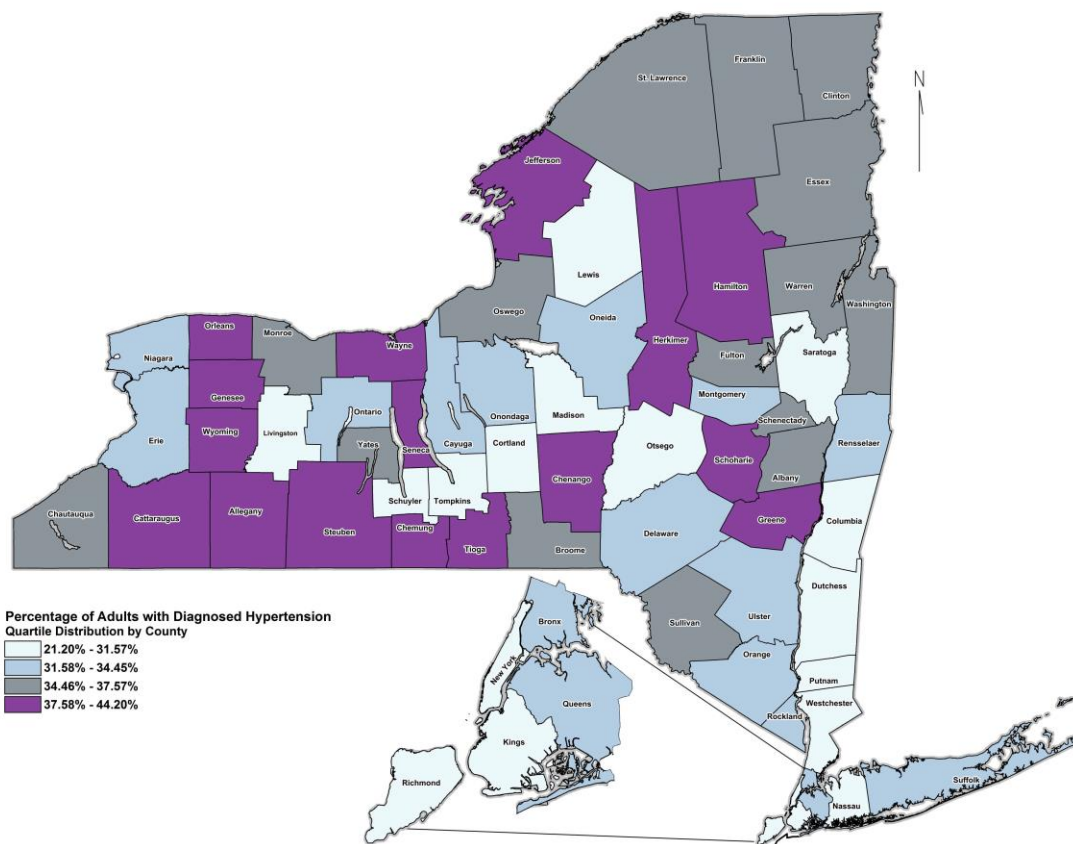 N
St. Lawrence
Franklin
Clinton
Jefferson
Essex
Lewis
Hamilton
Warren
Washington
Oswego
Oneida
Herkimer
Orleans
Monroe
Wayne
Niagara
Fulton
Saratoga
Genesee
Ontario
Onondaga
Madison
Montgomery
Schenectady
Erie
Wyoming
Livingston
Yates
Seneca
Cayuga
Cortland
Otsego
Schoharie
Albany
Rensselaer
Chautauqua
Cattaraugus
Allegany
Steuben
Schuyler
Tompkins
Chenango
Chemung
Tioga
Broome
Delaware
Greene
Columbia
Dutchess
Ulster
Sullivan
Orange
Putnam
Westchester
Rockland
Percentage of Adults with Diagnosed Hypertension
Quartile Distribution by County
21.20% - 31.57%
31.58% - 34.45%
34.46% - 37.57%
37.58% - 44.20%
Bronx
New York
Queens
Kings
Richmond
Suffolk
Nassau